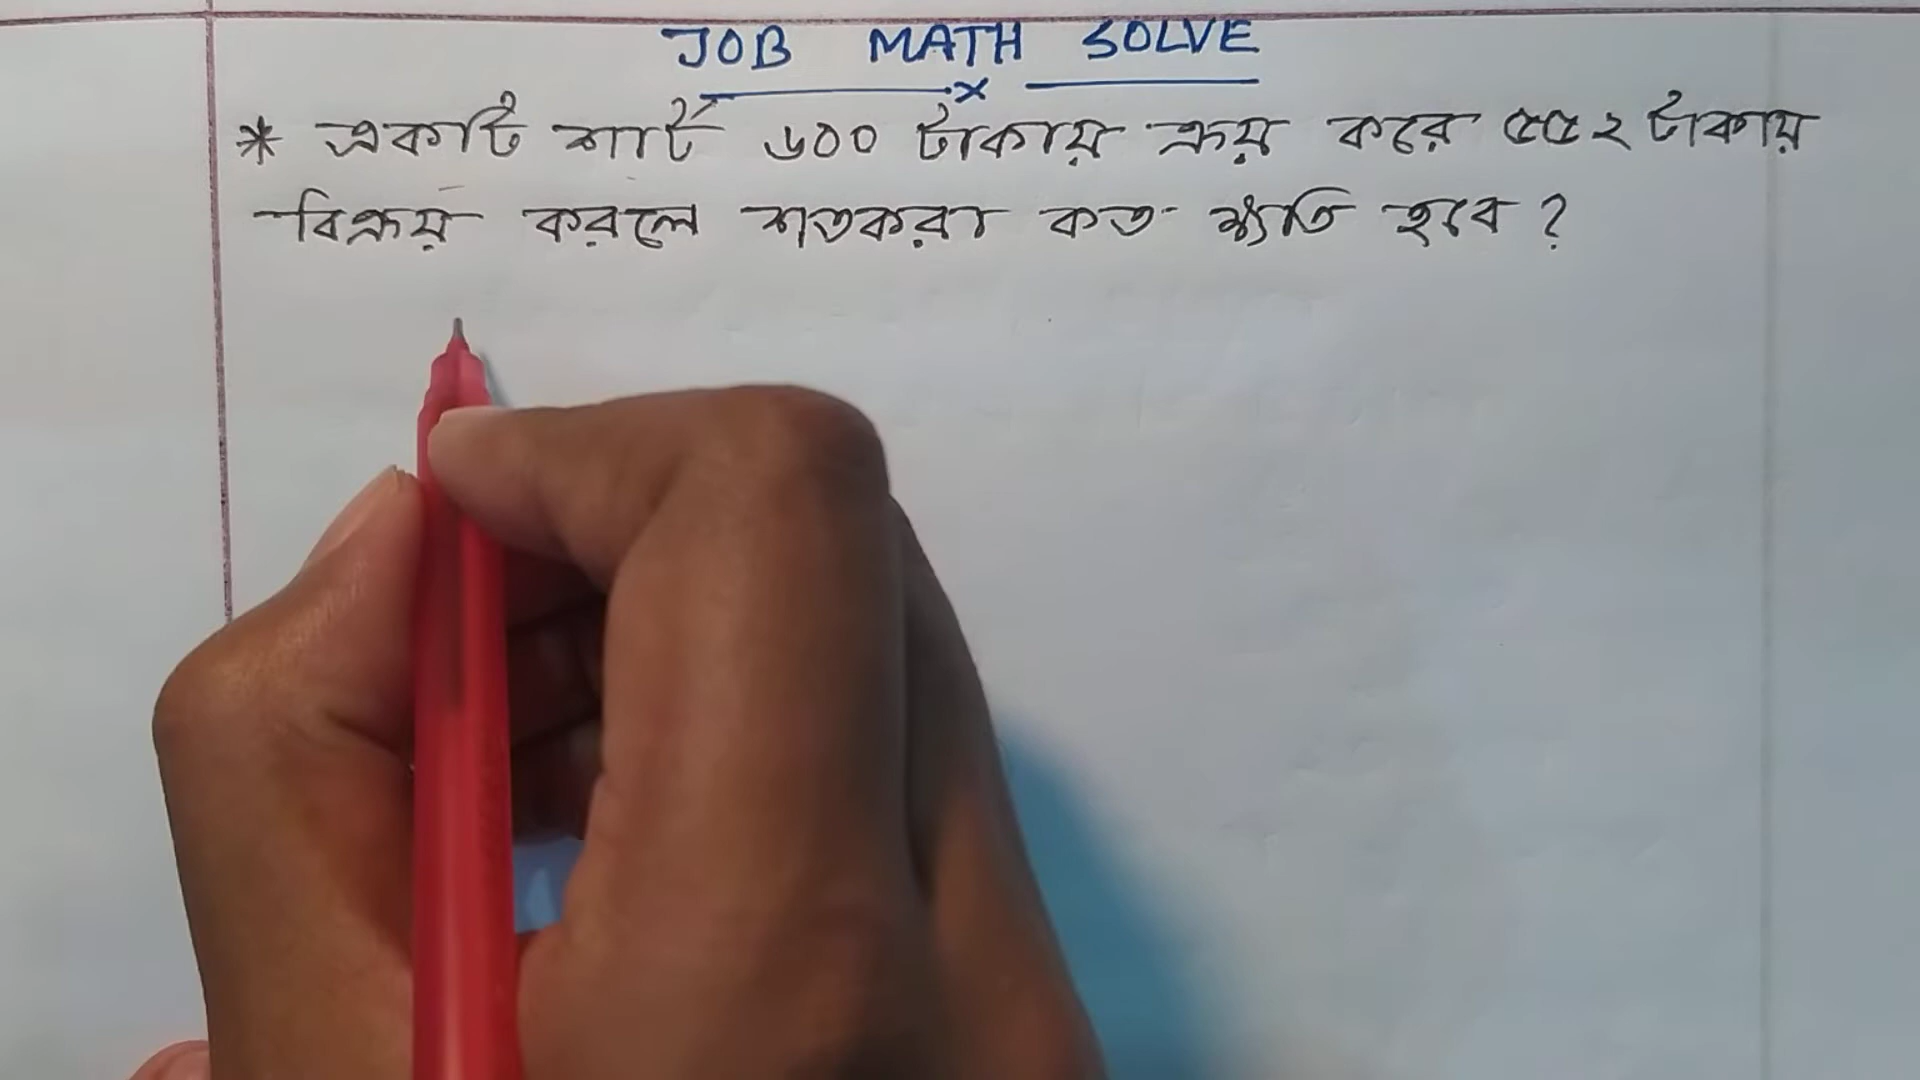 JOB MATH SOLVE
* একটি শার্ট ৬০০ টাকায় ক্রয় করে ৫৫২ টাকায়
বিক্রয় করলে শতকরা কত ক্ষতি হবে ?